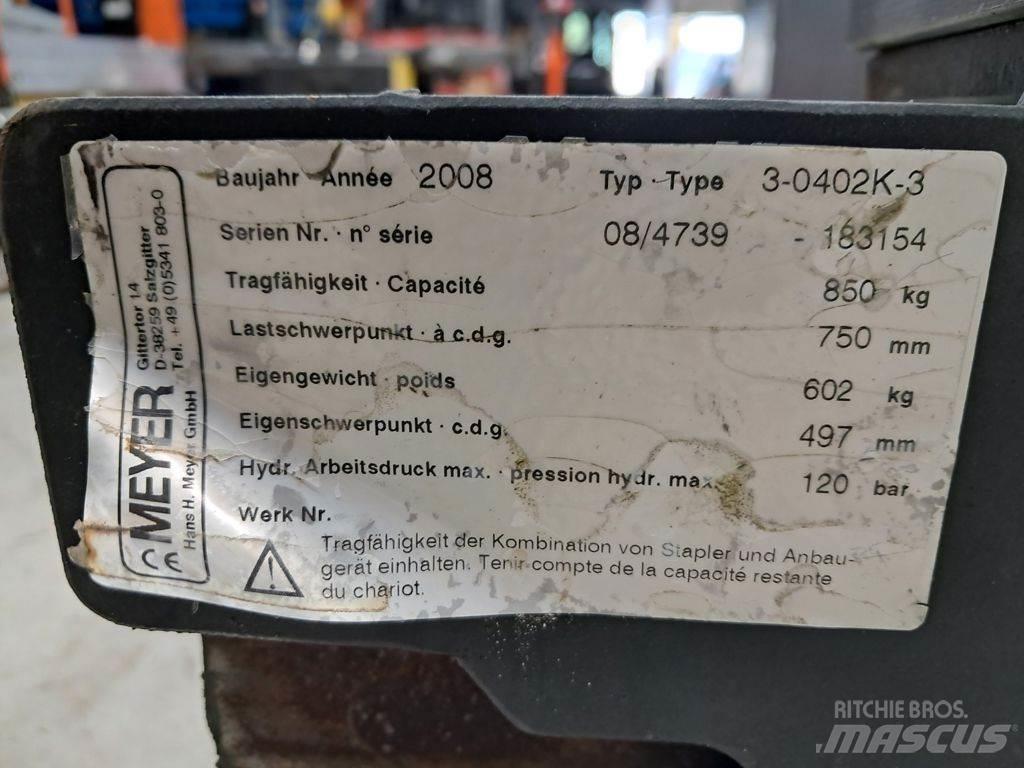 Baujahr · Année 2008 Typ · Type 3-0402K-3
Serien Nr. · n° série 08/4739 - 183154
Tragfähigkeit · Capacité 850 kg
Lastschwerpunkt · à c.d.g. 750 mm
Eigengewicht · poids 602 kg
Eigenschwerpunkt · c.d.g. 497 mm
Hydr. Arbeitsdruck max. · pression hydr. max. 120 bar
Werk Nr.
Tragfähigkeit der Kombination von Stapler und Anbau-
gerät einhalten. Tenir compte de la capacité restante
du chariot.
CE MEYER
Hans H. Meyer GmbH
Gittertor 14
D-38259 Salzgitter
Tel. +49 (0)5341 803-0
RITCHIE BROS.
MASCUS